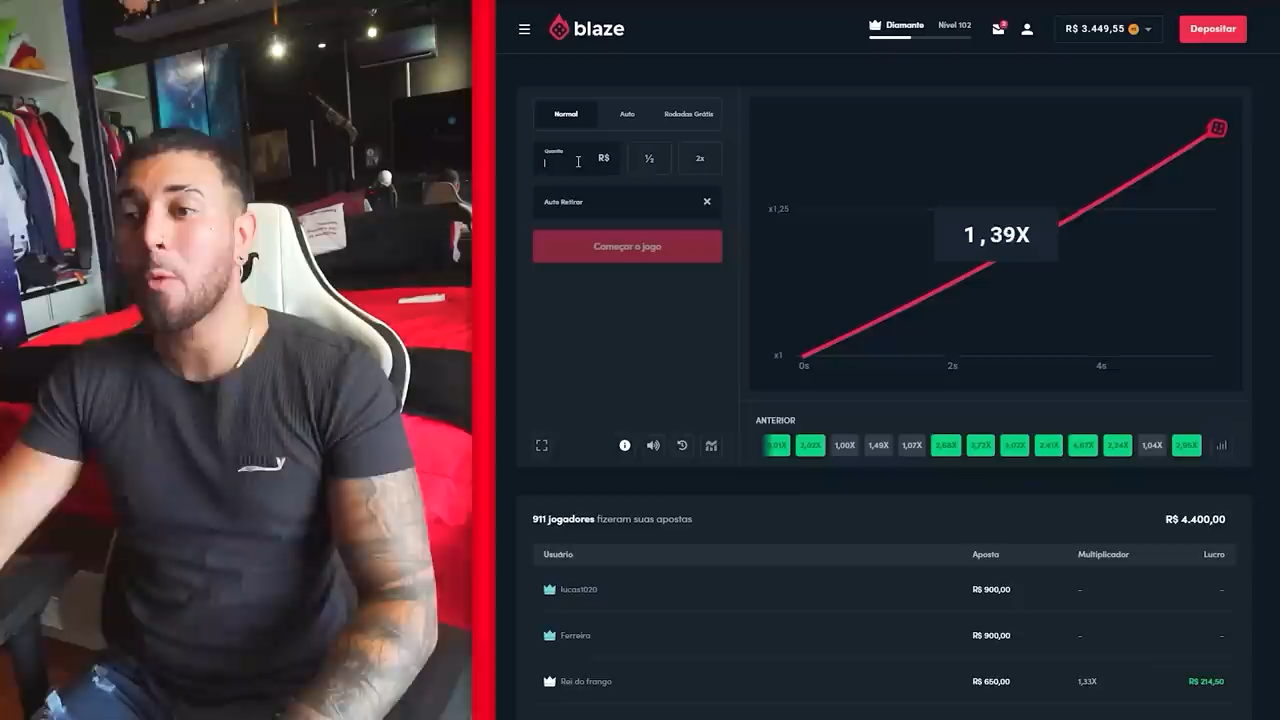 blaze
Diamante Nível 102
2
R$ 3.449,55
Depositar
Normal Auto Rodadas Grátis
Quantia
R$ ½ 2x
Auto Retirar
Começar o jogo
x1,25
1,39X
x1
0s 2s 4s
ANTERIOR
2,02X 1,00X 1,49X 1,07X 2,68X 2,41X 4,67X 2,24X 1,04X 2,95X
911 jogadores fizeram suas apostas R$ 4.400,00
Usuário Aposta Multiplicador Lucro
lucas1020 R$ 900,00 - -
Ferreira R$ 900,00 - -
Rei do frango R$ 650,00 1,33X R$ 214,50